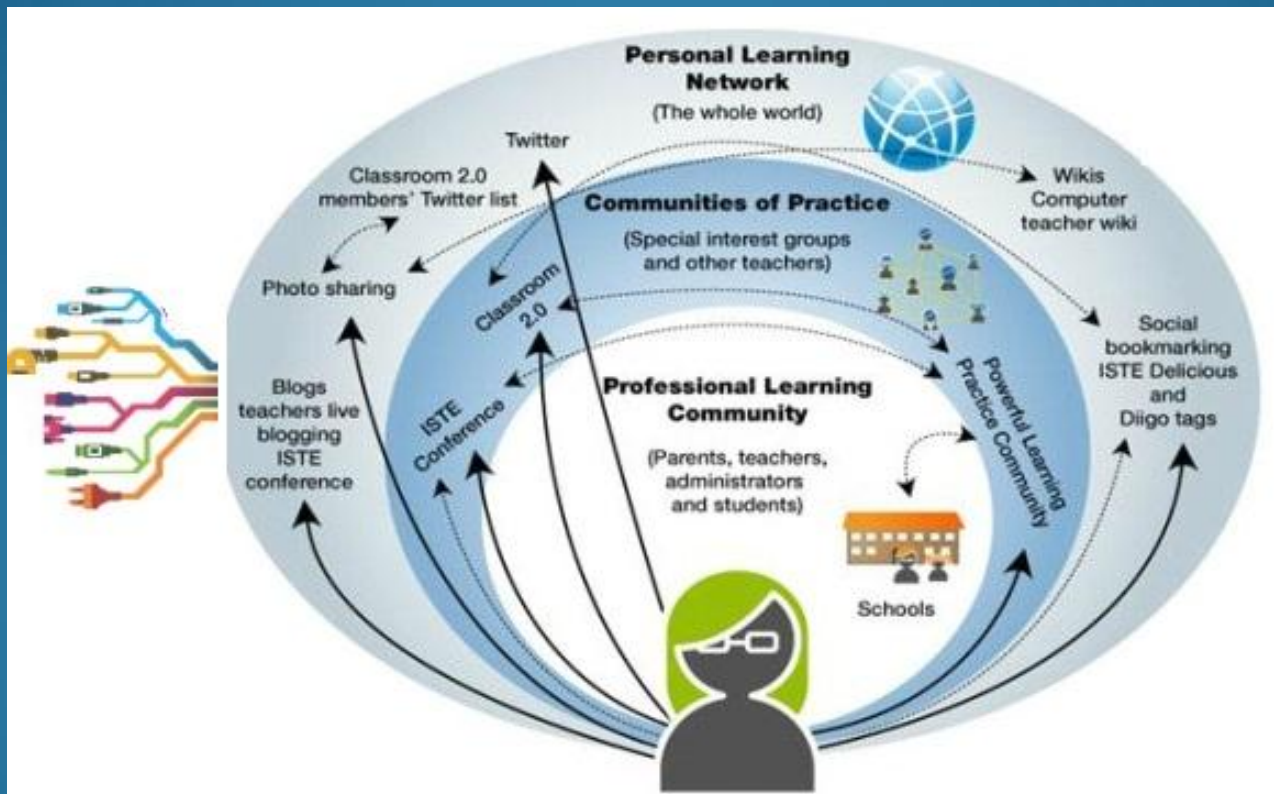 Personal Learning
Network
(The whole world)
Twitter
Classroom 2.0
members' Twitter list
Wikis
Computer
teacher wiki
Communities of Practice
(Special interest groups
and other teachers)
Photo sharing
Classroom
2.0
Social
bookmarking
ISTE Delicious
and
Diigo tags
Blogs
teachers live
blogging
ISTE
conference
ISTE
Conference
Professional Learning
Community
(Parents, teachers,
administrators
and students)
Powerful Learning
Practice Community
Schools